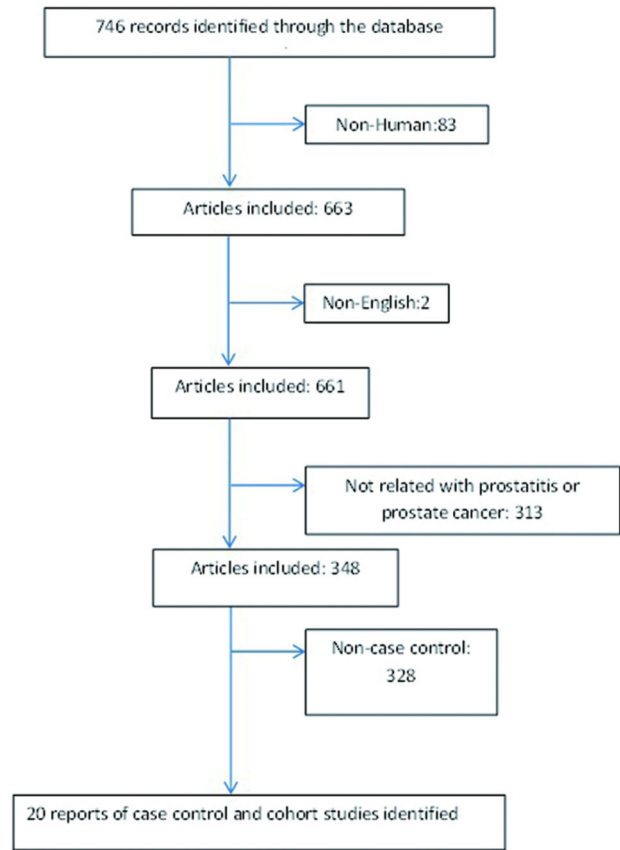 746 records identified through the database
.
Non-Human:83
Articles included: 663
Non-English:2
Articles included: 661
Not related with prostatitis or
prostate cancer: 313
Articles included: 348
Non-case control:
328
20 reports of case control and cohort studies identified